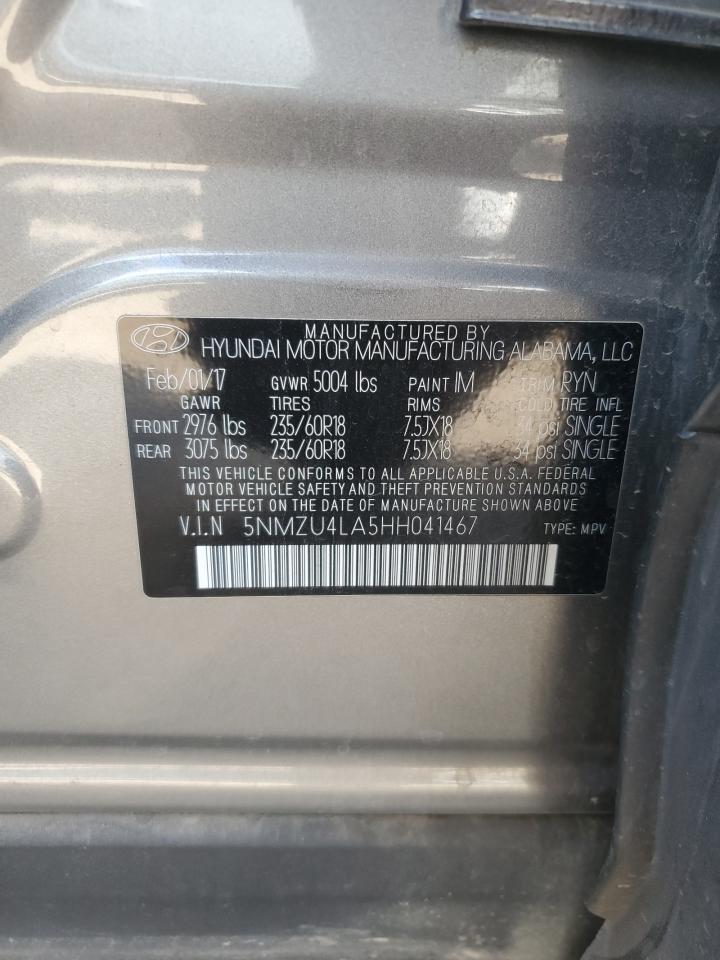 MANUFACTURED BY
HYUNDAI MOTOR MANUFACTURING ALABAMA, LLC
Feb/01/17 GVWR 5004 lbs PAINT IM TRIM RYN
GAWR TIRES RIMS COLD TIRE INFL
FRONT 2976 lbs 235/60R18 7.5JX18 34 psi SINGLE
REAR 3075 lbs 235/60R18 7.5JX18 34 psi SINGLE
THIS VEHICLE CONFORMS TO ALL APPLICABLE U.S.A. FEDERAL
MOTOR VEHICLE SAFETY AND THEFT PREVENTION STANDARDS
IN EFFECT ON THE DATE OF MANUFACTURE SHOWN ABOVE
V.I.N 5NMZU4LA5HH041467 TYPE: MPV